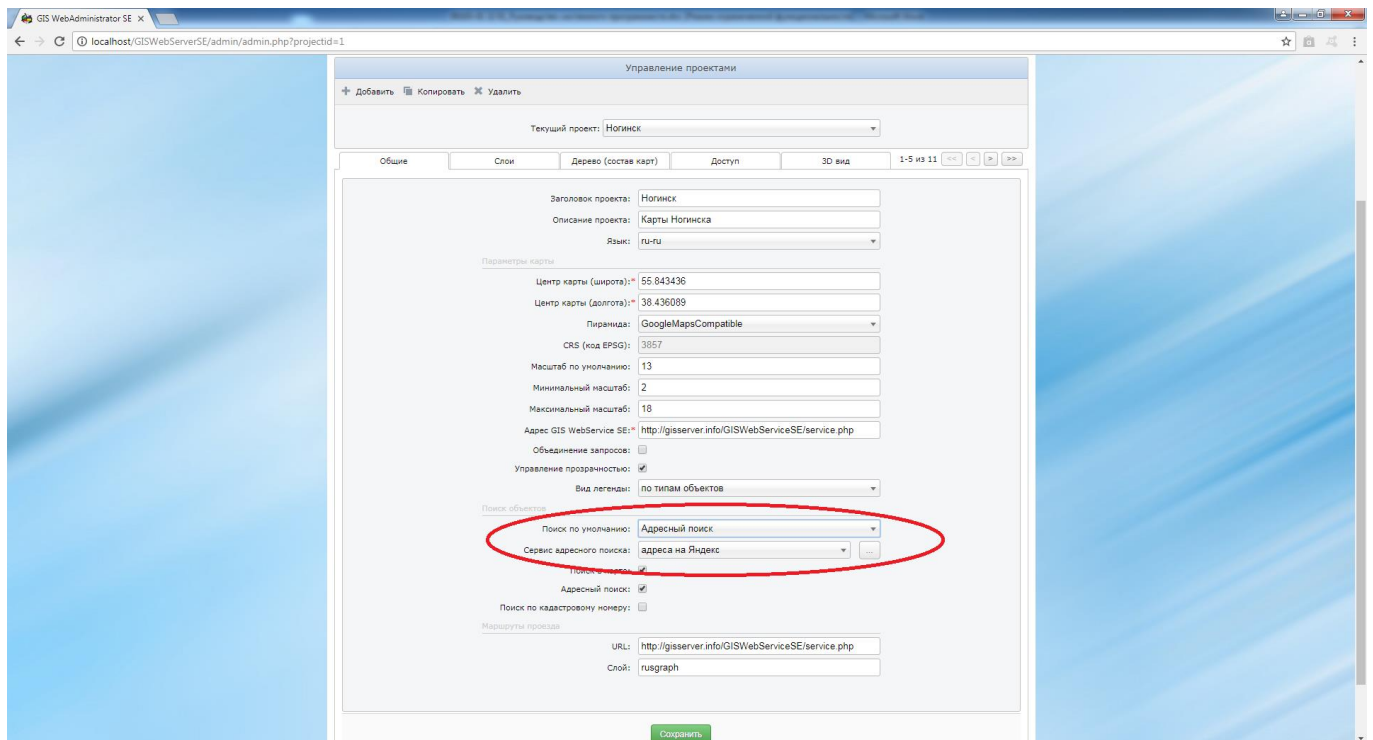 GIS WebAdministrator SE
localhost/GISWebServerSE/admin/admin.php?projectid=1
Управление проектами
Добавить Копировать Удалить
Текущий проект: Ногинск
Общие Слои Дерево (состав карт) Доступ 3D вид 1-5 из 11 << < > >>
Заголовок проекта: Ногинск
Описание проекта: Карты Ногинска
Язык: ru-ru
Параметры карты
Центр карты (широта):* 55.843436
Центр карты (долгота):* 38.436089
Пирамида: GoogleMapsCompatible
CRS (код EPSG): 3857
Масштаб по умолчанию: 13
Минимальный масштаб: 2
Максимальный масштаб: 18
Адрес GIS WebService SE:* http://gisserver.info/GISWebServiceSE/service.php
Объединение запросов:
Управление прозрачностью:
Вид легенды: по типам объектов
Поиск объектов
Поиск по умолчанию: Адресный поиск
Сервис адресного поиска: адреса на Яндекс ...
Адресный поиск:
Поиск по кадастровому номеру:
Маршруты проезда
URL: http://gisserver.info/GISWebServiceSE/service.php
Слой: rusgraph
Сохранить